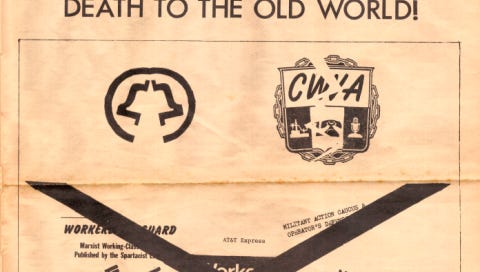 DEATH TO THE OLD WORLD!
CWA
WORKERS
GUARD
Marxist Working-Class
Published by the Spartacist
AT&T Express
MILITANT ACTION CAUCUS &
OPERATOR'S